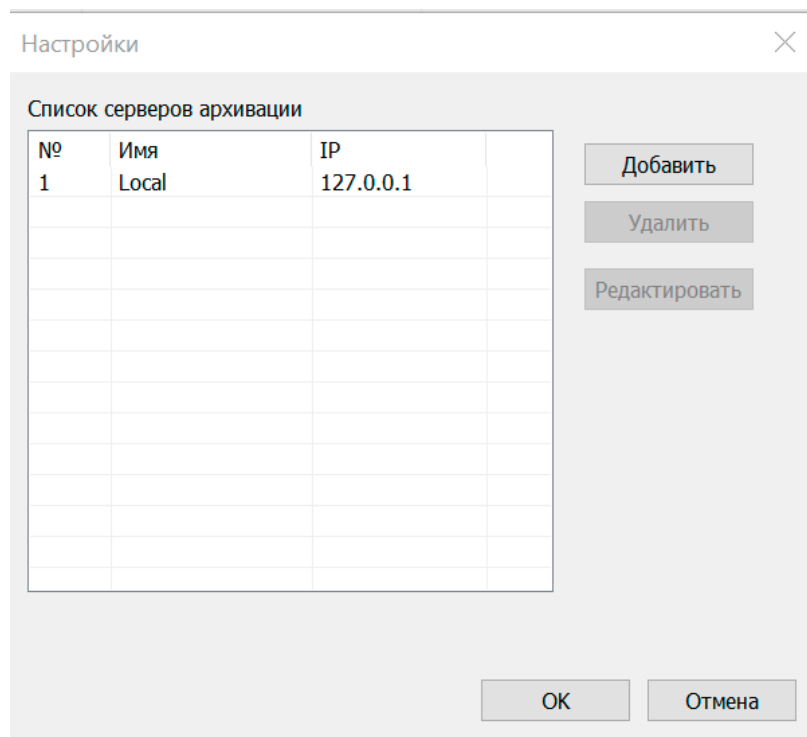 Настройки
Список серверов архивации
№ Имя IP
1 Local 127.0.0.1
Добавить
Удалить
Редактировать
OK Отмена